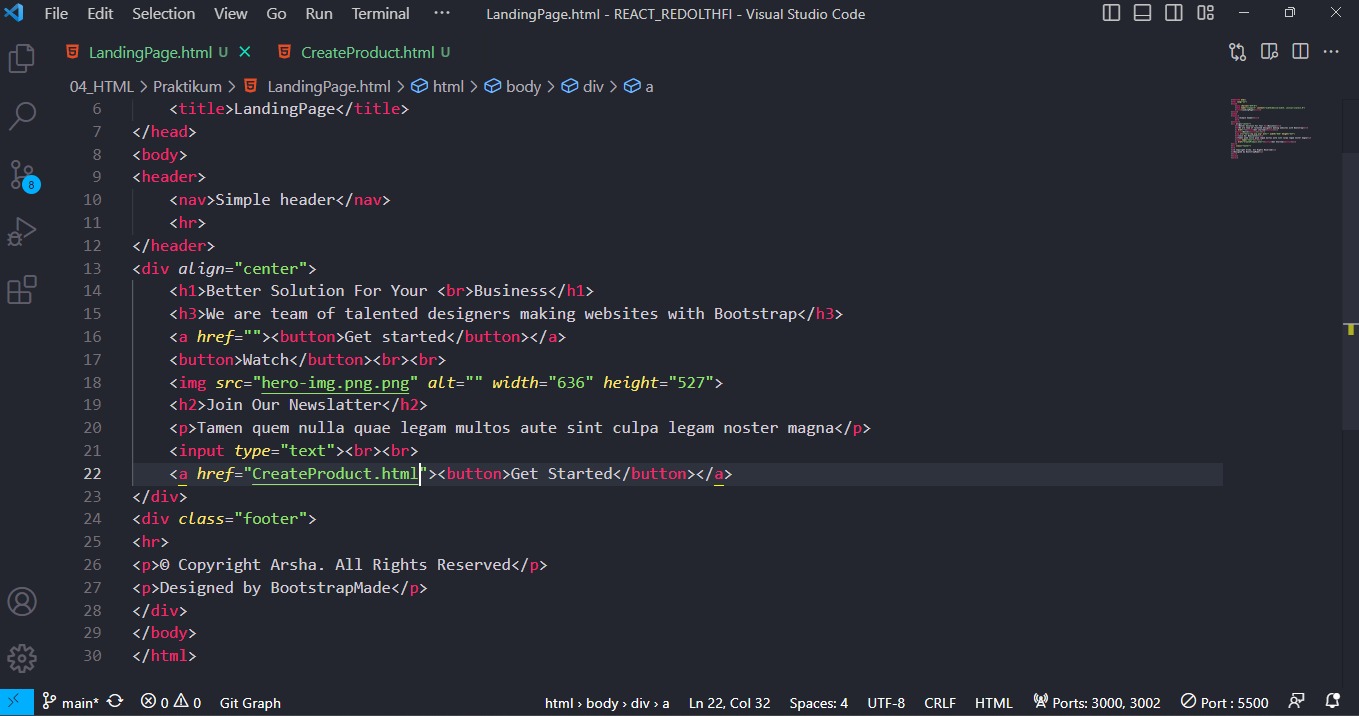 File Edit Selection View Go Run Terminal ··· LandingPage.html - REACT_REDOLTHFI - Visual Studio Code
LandingPage.html U CreateProduct.html U
04_HTML > Praktikum > LandingPage.html > html > body > div > a
6 <title>LandingPage</title>
7 </head>
8 <body>
9 <header>
10 <nav>Simple header</nav>
11 <hr>
12 </header>
13 <div align="center">
14 <h1>Better Solution For Your <br>Business</h1>
15 <h3>We are team of talented designers making websites with Bootstrap</h3>
16 <a href=""><button>Get started</button></a>
17 <button>Watch</button><br><br>
18 <img src="hero-img.png.png" alt="" width="636" height="527">
19 <h2>Join Our Newslatter</h2>
20 <p>Tamen quem nulla quae legam multos aute sint culpa legam noster magna</p>
21 <input type="text"><br><br>
22 <a href="CreateProduct.html"><button>Get Started</button></a>
23 </div>
24 <div class="footer">
25 <hr>
26 <p>© Copyright Arsha. All Rights Reserved</p>
27 <p>Designed by BootstrapMade</p>
28 </div>
29 </body>
30 </html>
8
main* 0 0 Git Graph html › body › div › a Ln 22, Col 32 Spaces: 4 UTF-8 CRLF HTML Ports: 3000, 3002 Port : 5500